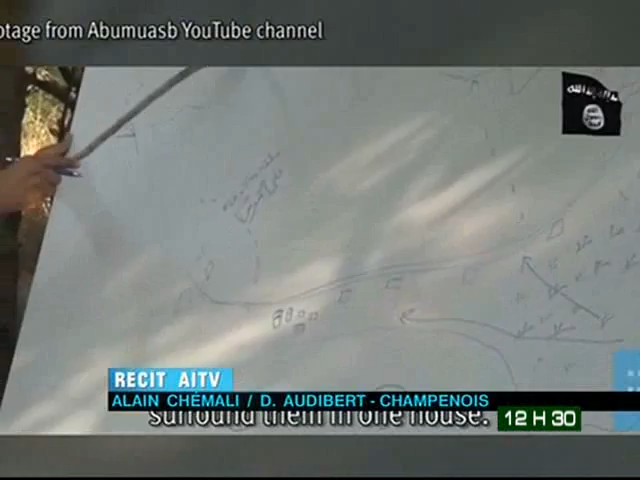 otage from Abumuasb YouTube channel
RECIT AITV
ALAIN CHÉMALI / D. AUDIBERT - CHAMPENOIS
surround them in one house.
12 H 30